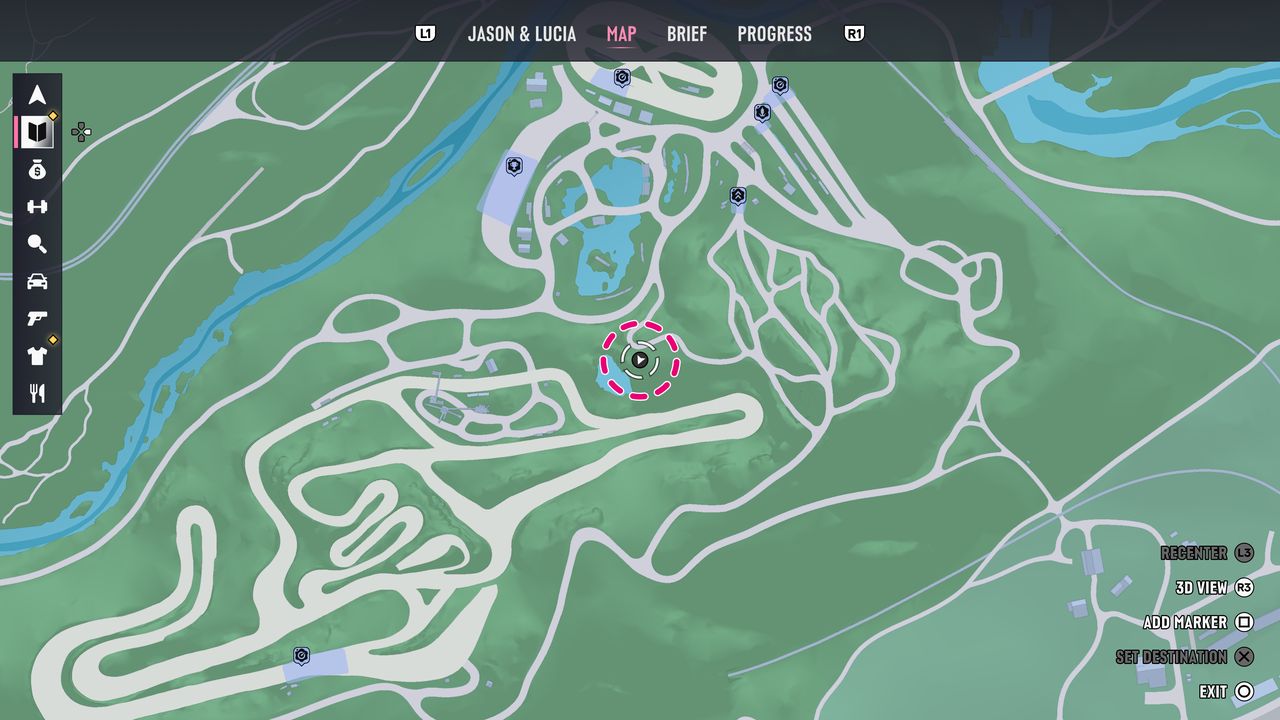 L1 JASON & LUCIA MAP BRIEF PROGRESS R1
$
RECENTER L3
3D VIEW R3
ADD MARKER
SET DESTINATION
EXIT